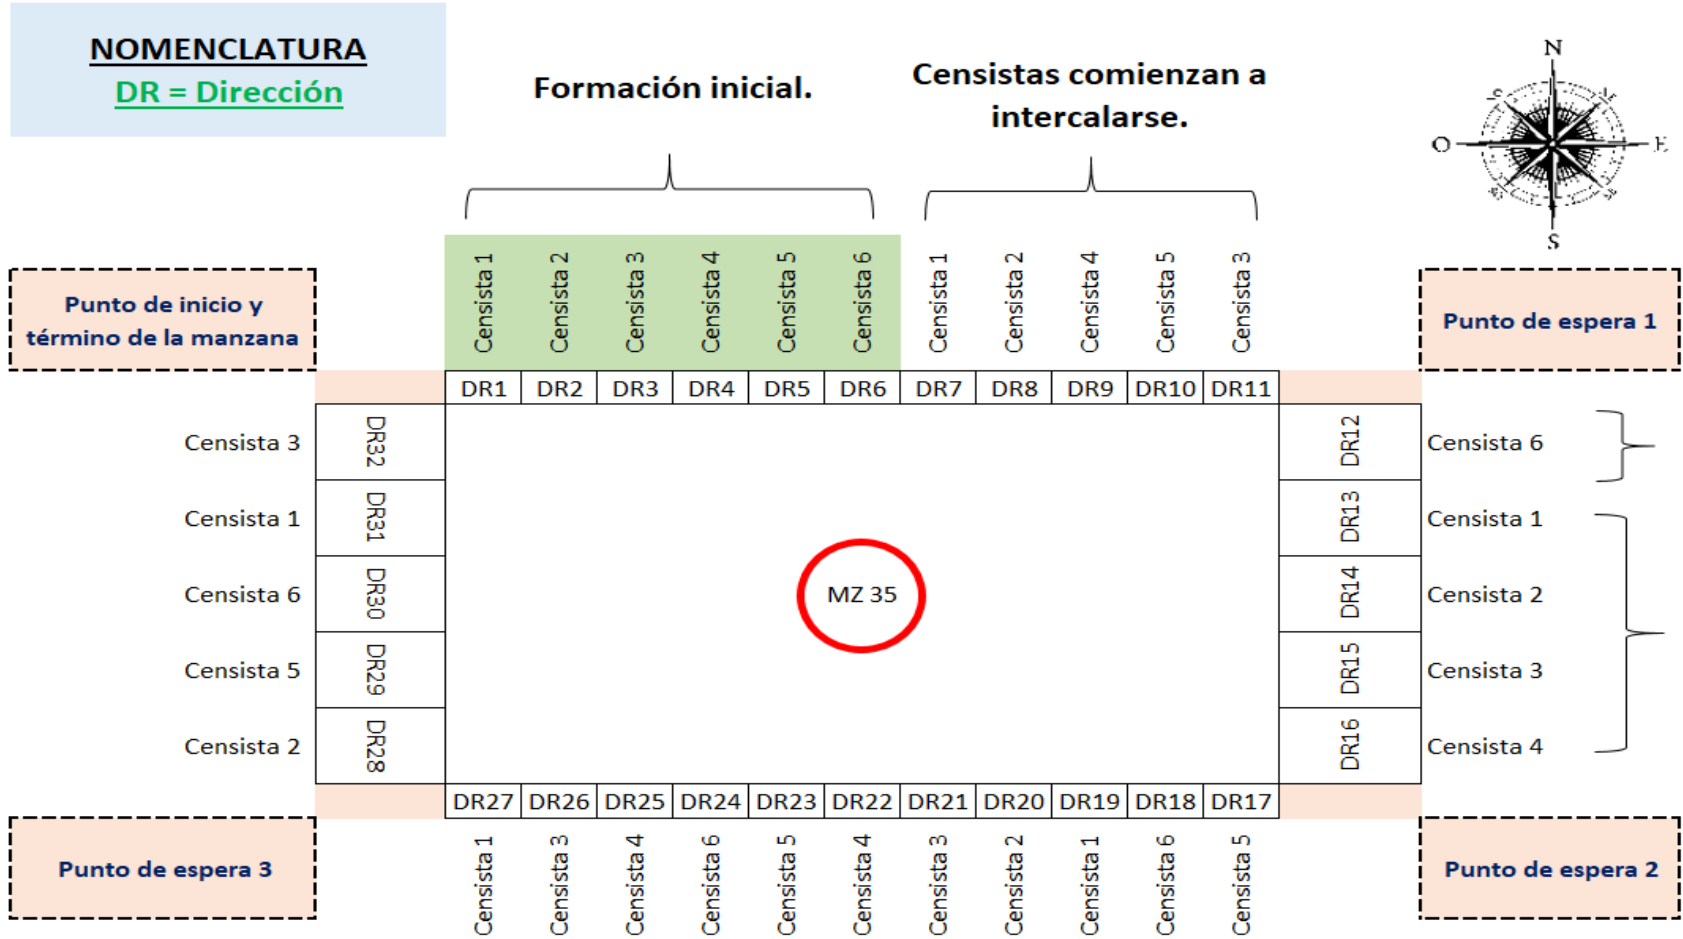 NOMENCLATURA
DR = Dirección
Formación inicial.
Censistas comienzan a
intercalarse.
N
O
E
S
Punto de inicio y
término de la manzana
Punto de espera 1
Censista 1
Censista 2
Censista 3
Censista 4
Censista 5
Censista 6
Censista 1
Censista 2
Censista 4
Censista 5
Censista 3
DR1 DR2 DR3 DR4 DR5 DR6 DR7 DR8 DR9 DR10 DR11
Censista 3 DR32
Censista 1 DR31
Censista 6 DR30
Censista 5 DR29
Censista 2 DR28
MZ 35
DR12 Censista 6
DR13 Censista 1
DR14 Censista 2
DR15 Censista 3
DR16 Censista 4
DR27 DR26 DR25 DR24 DR23 DR22 DR21 DR20 DR19 DR18 DR17
Censista 1
Censista 3
Censista 4
Censista 6
Censista 5
Censista 4
Censista 3
Censista 2
Censista 1
Censista 6
Censista 5
Punto de espera 3
Punto de espera 2